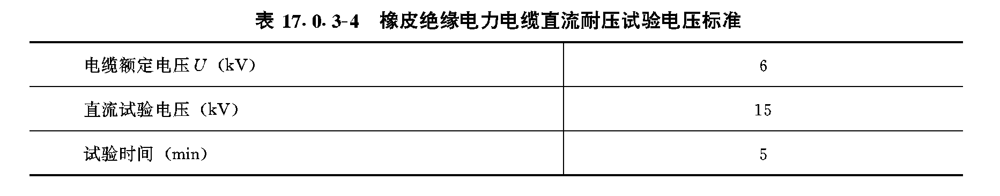 表 17. 0. 3-4 橡皮绝缘电力电缆直流耐压试验电压标准
电缆额定电压 U (kV) 6
直流试验电压 (kV) 15
试验时间 (min) 5